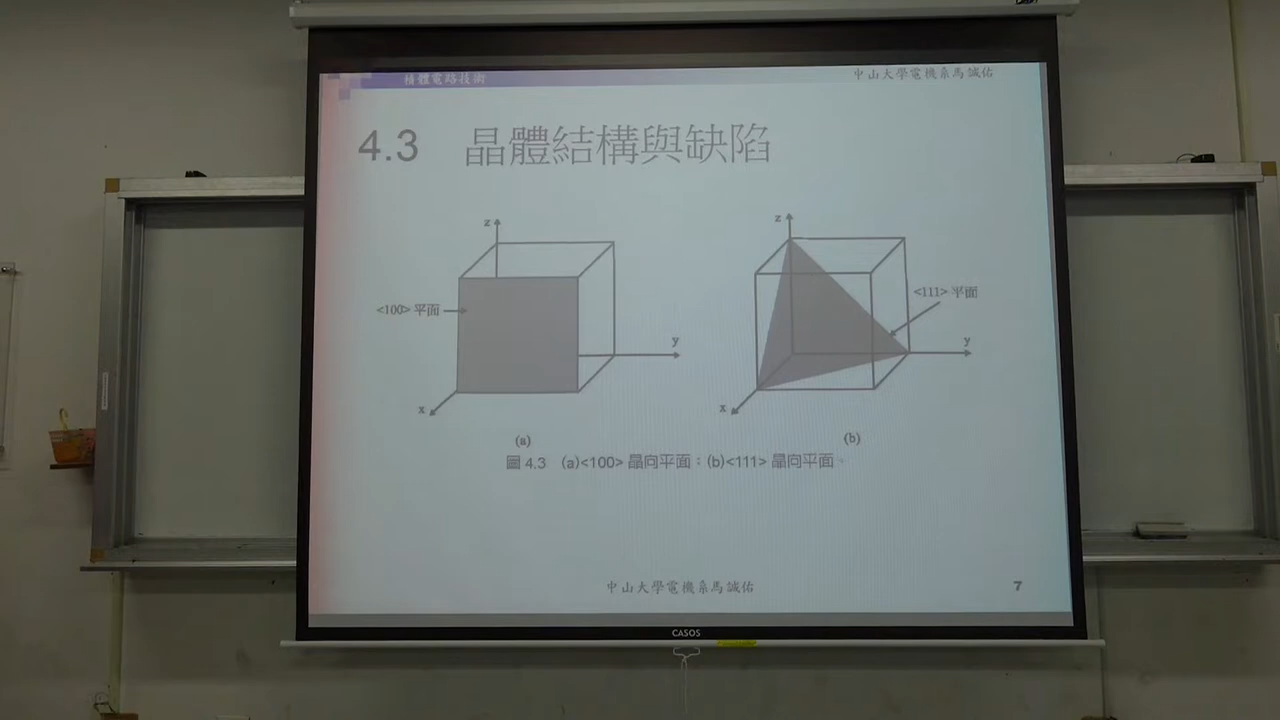 積體電路技術
中山大學電機系馬誠佑
4.3 晶體結構與缺陷
z
<100> 平面
y
x
(a)
z
<111> 平面
y
x
(b)
圖 4.3 (a)<100> 晶向平面；(b)<111> 晶向平面。
中山大學電機系馬誠佑
7
CASOS